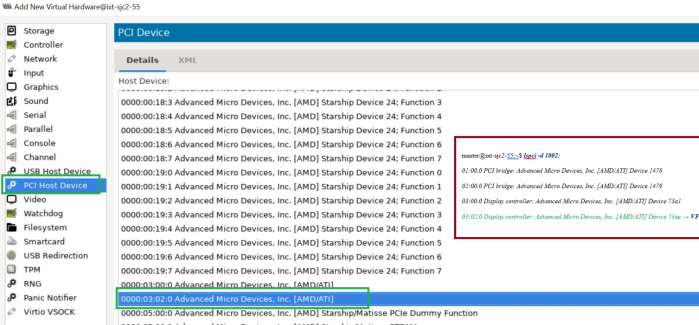 Add New Virtual Hardware@ixt-sjc2-55
Storage
Controller
Network
Input
Graphics
Sound
Serial
Parallel
Console
Channel
USB Host Device
PCI Host Device
Video
Watchdog
Filesystem
Smartcard
USB Redirection
TPM
RNG
Panic Notifier
Virtio VSOCK
PCI Device
Details XML
Host Device:
0000:00:18:3 Advanced Micro Devices, Inc. [AMD] Starship Device 24; Function 3
0000:00:18:4 Advanced Micro Devices, Inc. [AMD] Starship Device 24; Function 4
0000:00:18:5 Advanced Micro Devices, Inc. [AMD] Starship Device 24; Function 5
0000:00:18:6 Advanced Micro Devices, Inc. [AMD] Starship Device 24; Function 6
0000:00:18:7 Advanced Micro Devices, Inc. [AMD] Starship Device 24; Function 7
0000:00:19:0 Advanced Micro Devices, Inc. [AMD] Starship Device 24; Function 0
0000:00:19:1 Advanced Micro Devices, Inc. [AMD] Starship Device 24; Function 1
0000:00:19:2 Advanced Micro Devices, Inc. [AMD] Starship Device 24; Function 2
0000:00:19:3 Advanced Micro Devices, Inc. [AMD] Starship Device 24; Function 3
0000:00:19:4 Advanced Micro Devices, Inc. [AMD] Starship Device 24; Function 4
0000:00:19:5 Advanced Micro Devices, Inc. [AMD] Starship Device 24; Function 5
0000:00:19:6 Advanced Micro Devices, Inc. [AMD] Starship Device 24; Function 6
0000:00:19:7 Advanced Micro Devices, Inc. [AMD] Starship Device 24; Function 7
0000:03:00:0 Advanced Micro Devices, Inc. [AMD/ATI]
0000:03:02:0 Advanced Micro Devices, Inc. [AMD/ATI]
0000:05:00:0 Advanced Micro Devices, Inc. [AMD] Starship/Matisse PCIe Dummy Function
master@ixt-sjc2-55:~$ lspci -d 1002:
01:00.0 PCI bridge: Advanced Micro Devices, Inc. [AMD/ATI] Device 1478
02:00.0 PCI bridge: Advanced Micro Devices, Inc. [AMD/ATI] Device 1479
03:00.0 Display controller: Advanced Micro Devices, Inc. [AMD/ATI] Device 73a1
03:02.0 Display controller: Advanced Micro Devices, Inc. [AMD/ATI] Device 73ae → VF